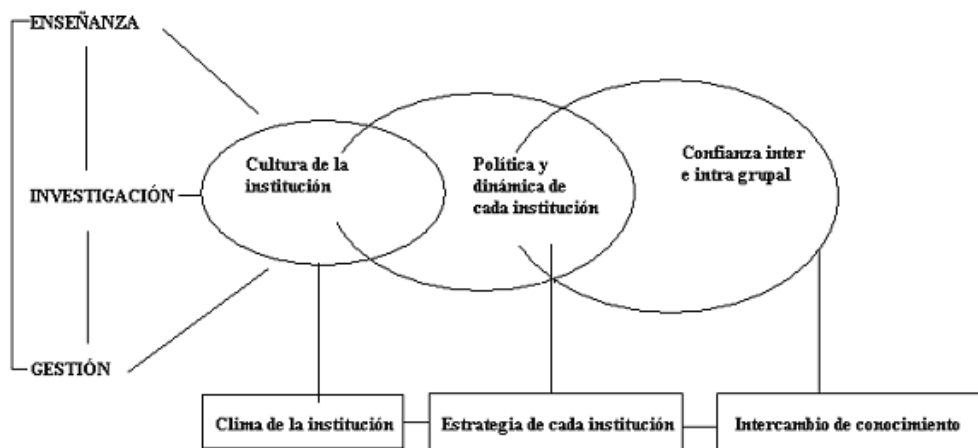 ENSEÑANZA
Cultura de la
institución
Política y
dinámica de
cada institución
Confianza inter
e intra grupal
INVESTIGACIÓN
GESTIÓN
Clima de la institución
Estrategia de cada institución
Intercambio de conocimiento